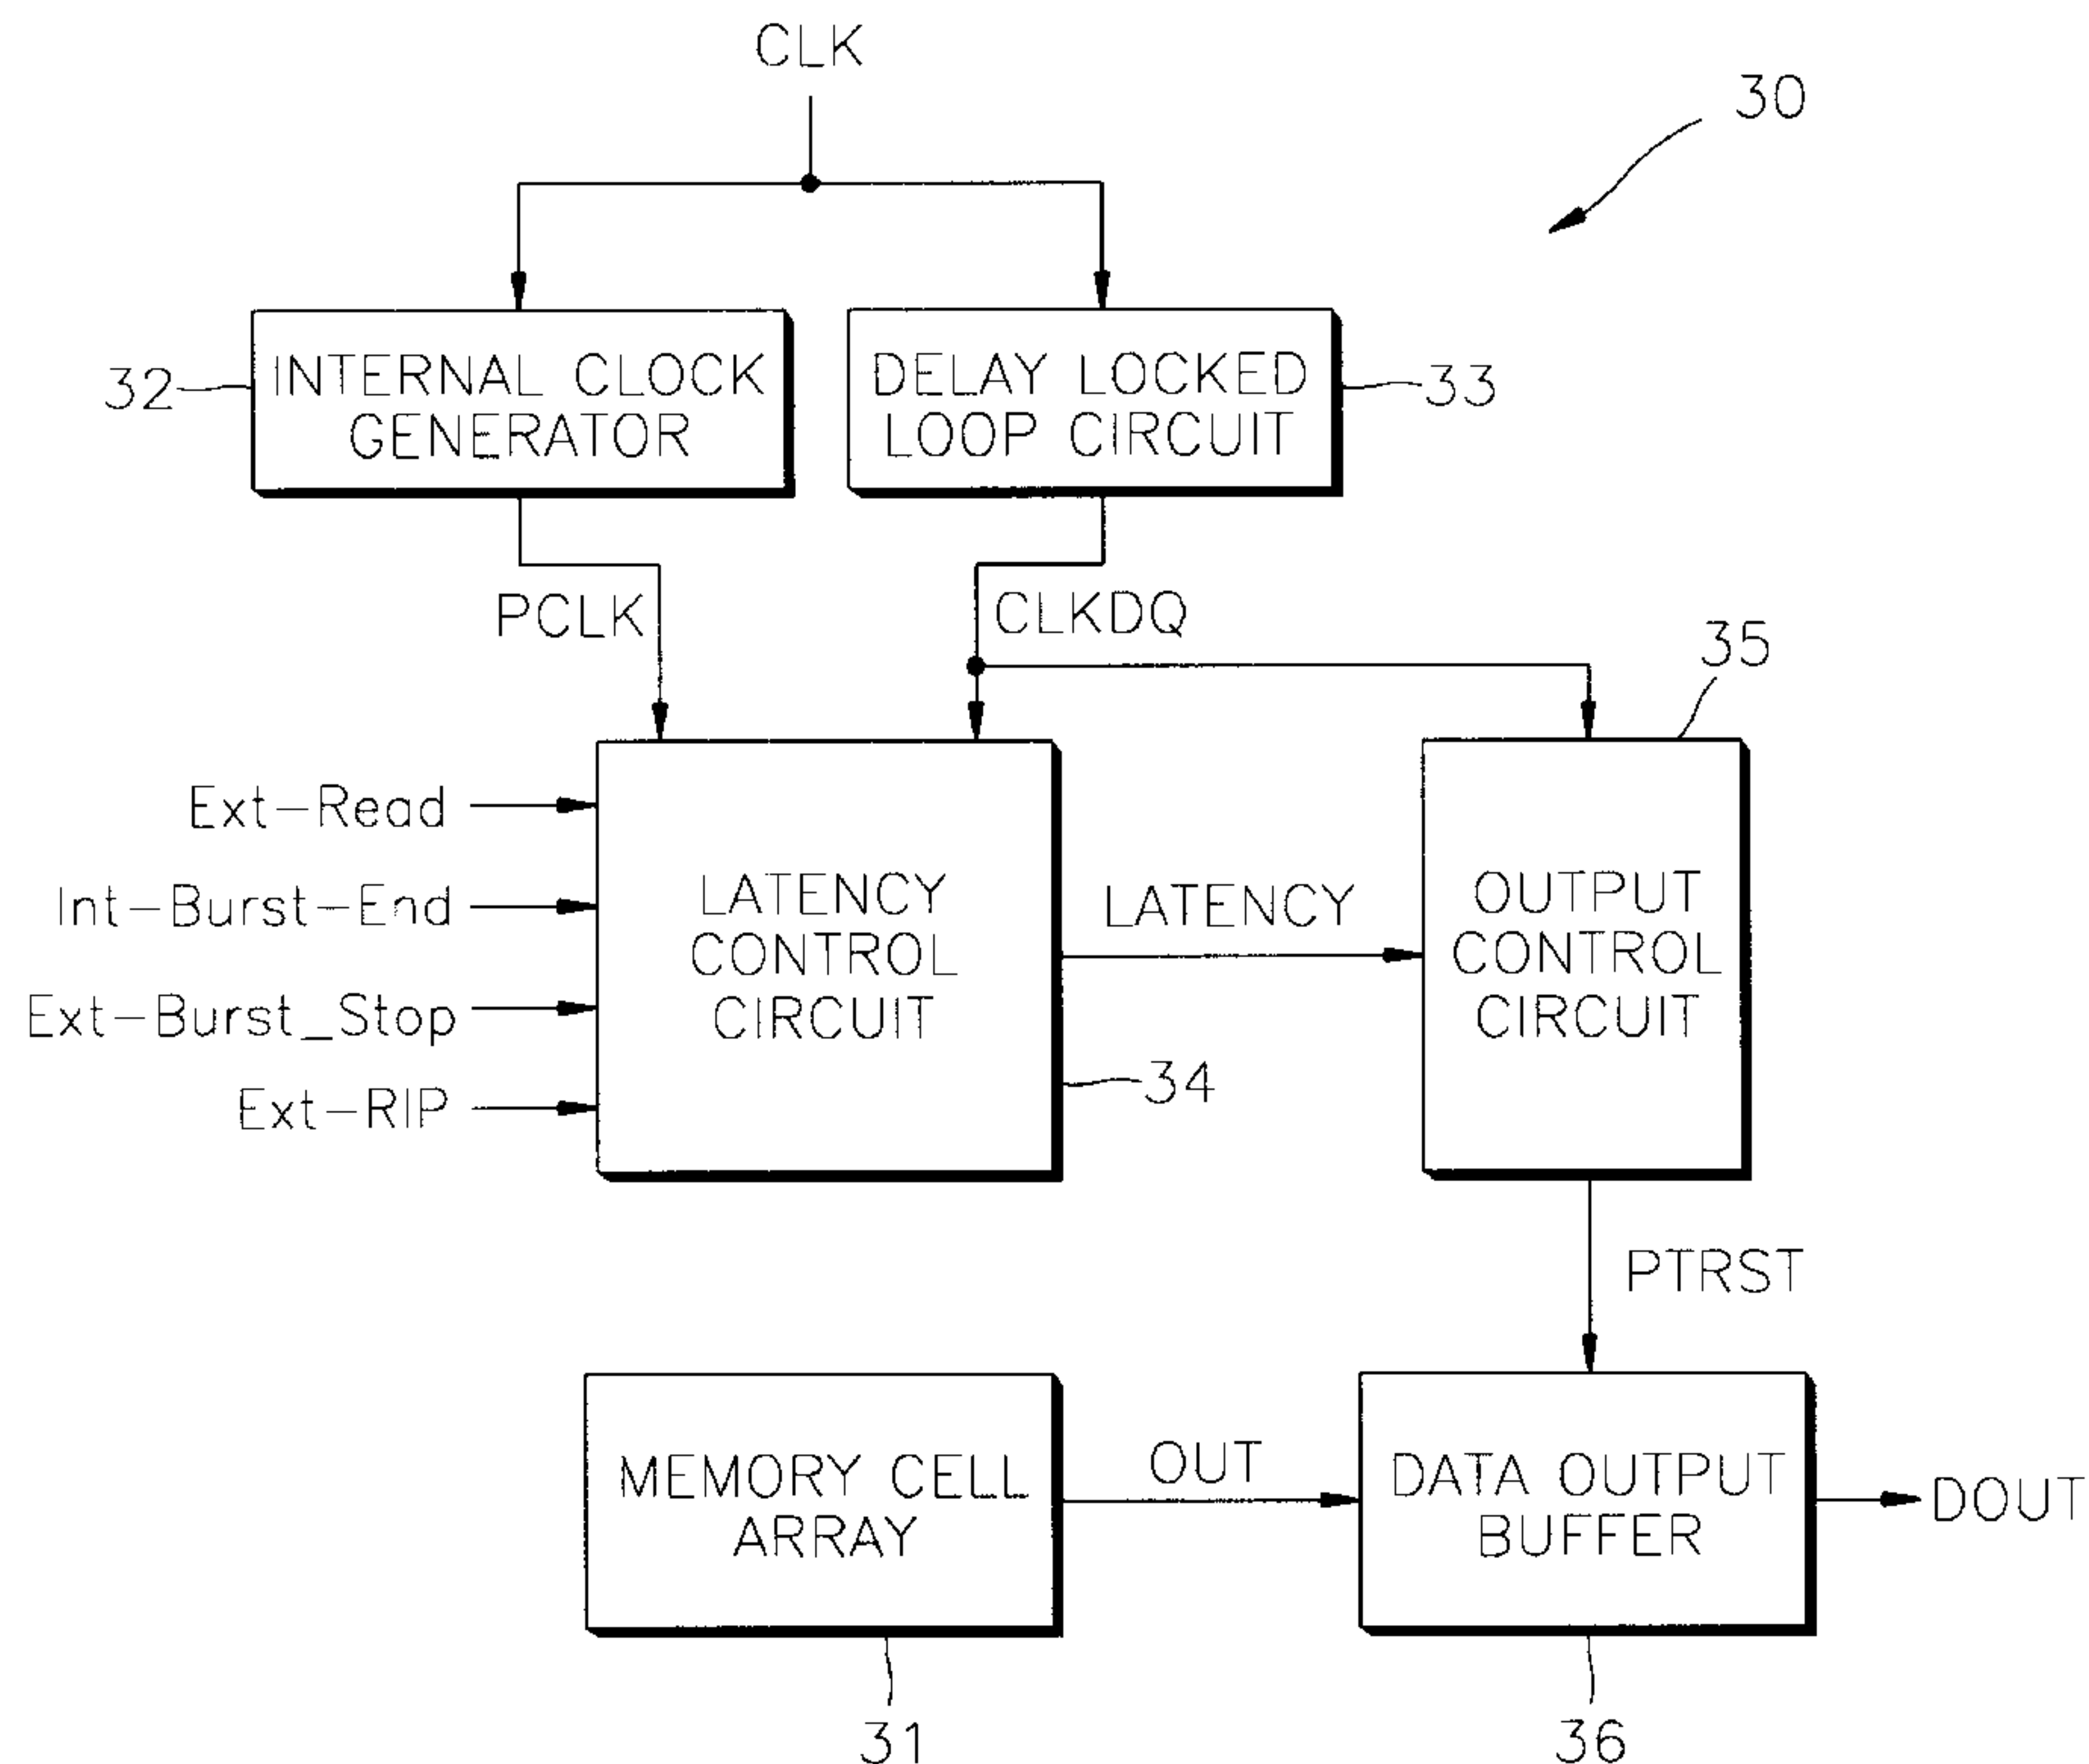 CLK
30
32
INTERNAL CLOCK
GENERATOR
DELAY LOCKED
LOOP CIRCUIT
33
PCLK
CLKDQ
35
Ext-Read
Int-Burst-End
Ext-Burst_Stop
Ext-RIP
LATENCY
CONTROL
CIRCUIT
34
LATENCY
OUTPUT
CONTROL
CIRCUIT
PTRST
MEMORY CELL
ARRAY
OUT
DATA OUTPUT
BUFFER
DOUT
31
36